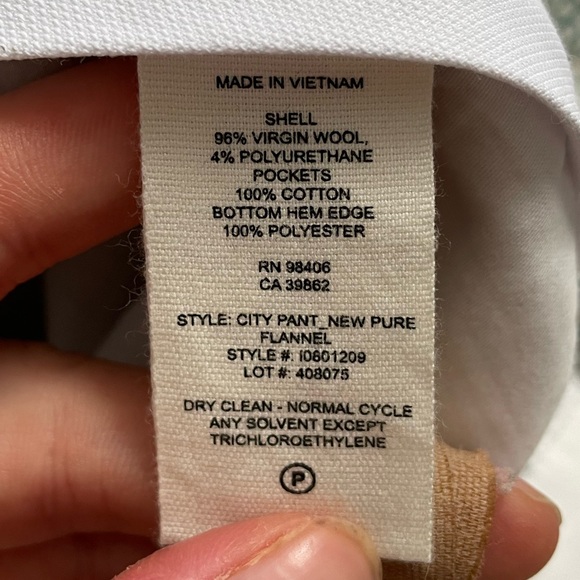 MADE IN VIETNAM
SHELL
96% VIRGIN WOOL,
4% POLYURETHANE
POCKETS
100% COTTON
BOTTOM HEM EDGE
100% POLYESTER
RN 98406
CA 39862
STYLE: CITY PANT_NEW PURE
FLANNEL
STYLE #: I0801209
LOT #: 408075
DRY CLEAN - NORMAL CYCLE
ANY SOLVENT EXCEPT
TRICHLOROETHYLENE
P